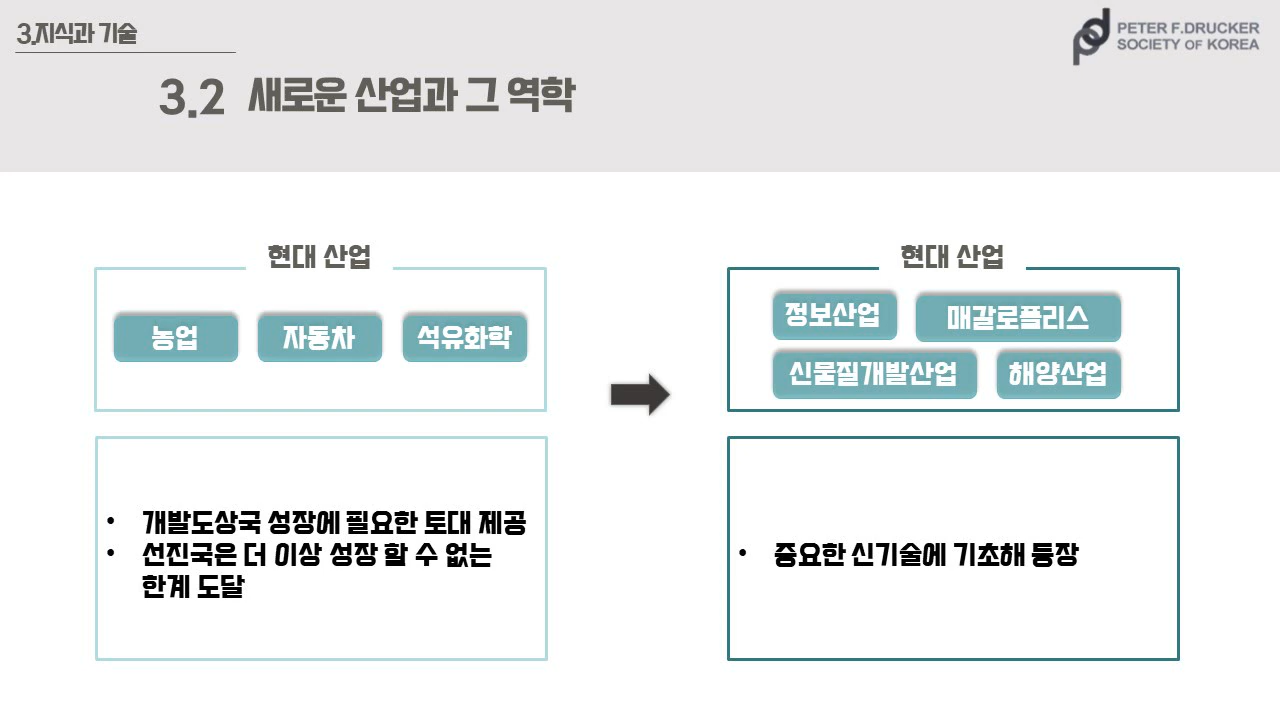 3.지식과 기술
PETER F.DRUCKER
SOCIETY OF KOREA
3.2 새로운 산업과 그 역학
현대 산업
농업
자동차
석유화학
• 개발도상국 성장에 필요한 토대 제공
• 선진국은 더 이상 성장 할 수 없는
한계 도달
현대 산업
정보산업
매갈로폴리스
신물질개발산업
해양산업
• 중요한 신기술에 기초해 등장